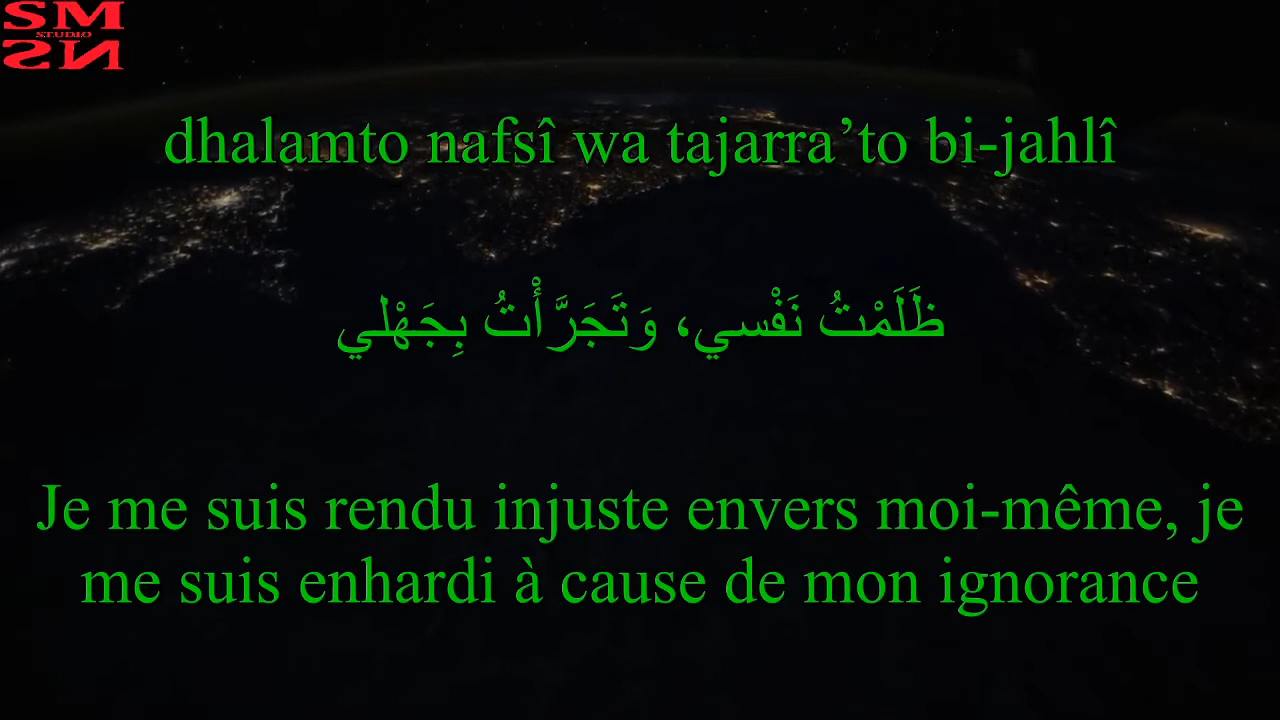 SM
STUDIO
SN
dhalamto nafsî wa tajarra’to bi-jahlî
ظَلَمْتُ نَفْسي، وَتَجَرَّأْتُ بِجَهْلي
Je me suis rendu injuste envers moi-même, je
me suis enhardi à cause de mon ignorance